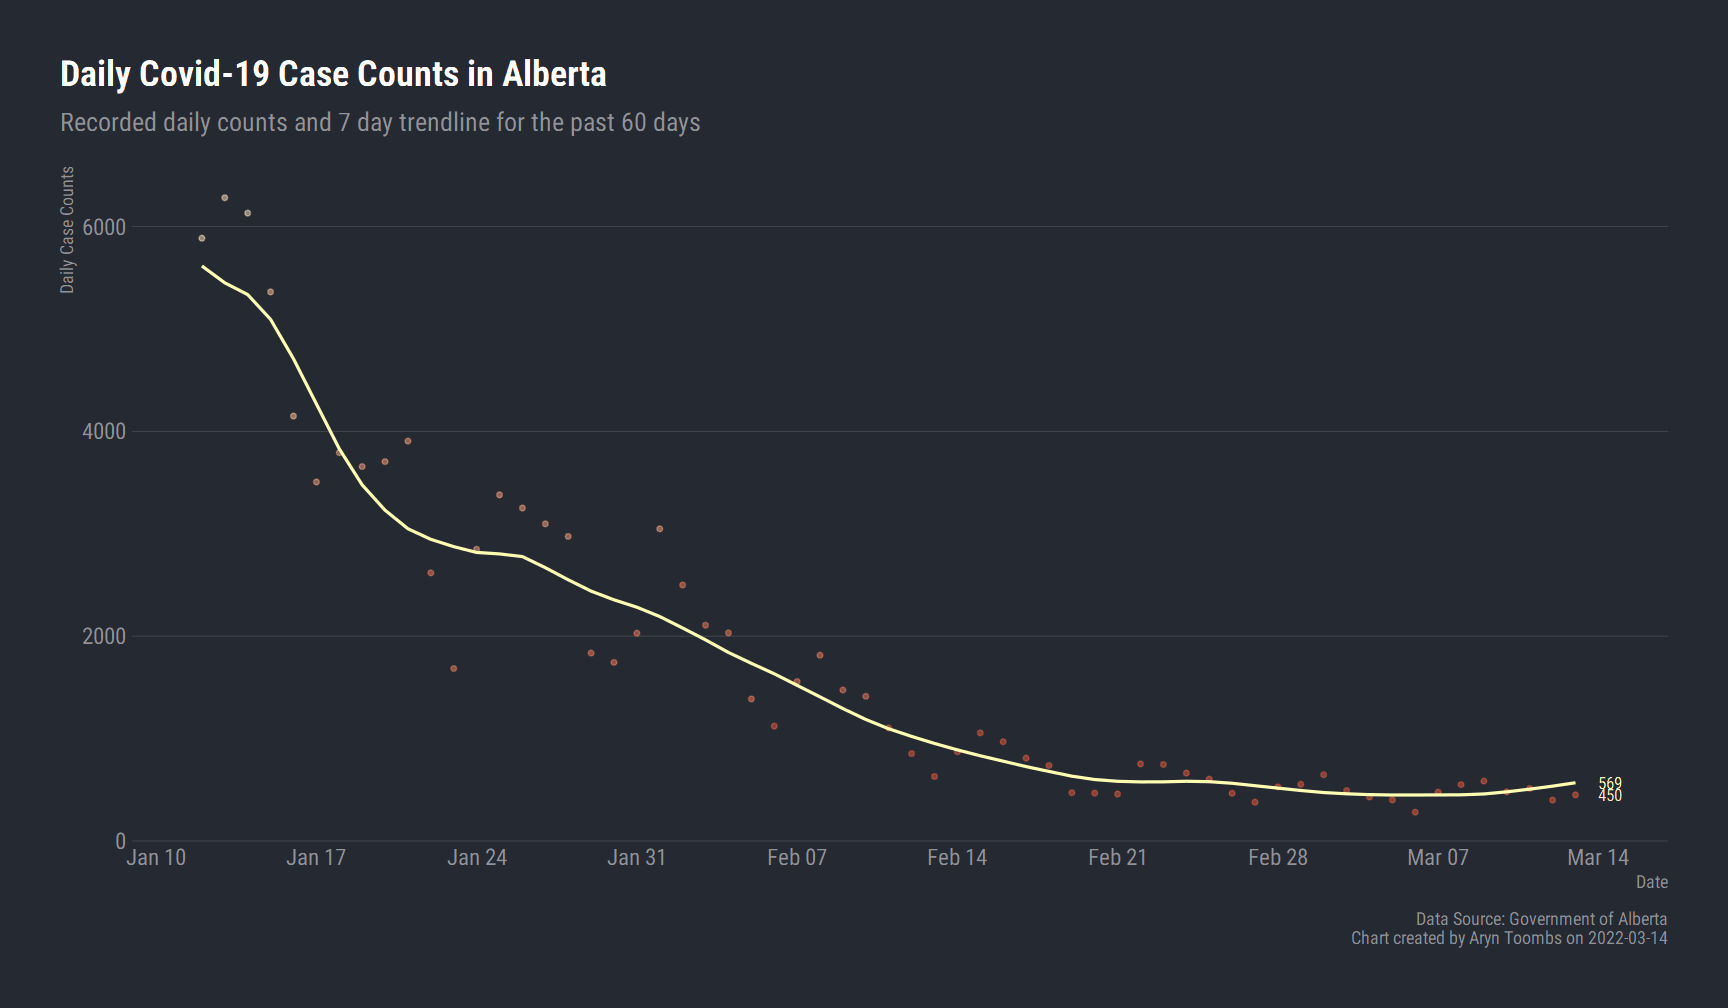 Daily Covid-19 Case Counts in Alberta
Recorded daily counts and 7 day trendline for the past 60 days
Daily Case Counts
6000
4000
2000
0
569
450
Jan 10 Jan 17 Jan 24 Jan 31 Feb 07 Feb 14 Feb 21 Feb 28 Mar 07 Mar 14
Date
Data Source: Government of Alberta
Chart created by Aryn Toombs on 2022-03-14